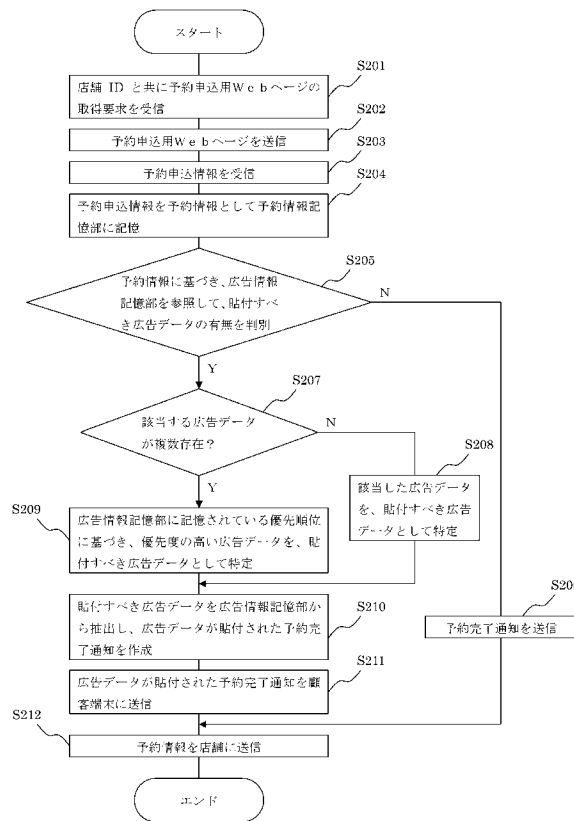 スタート
S201
店舗 ID と共に予約申込用Ｗｅｂページの
取得要求を受信
S202
予約申込用Ｗｅｂページを送信
S203
予約申込情報を受信
S204
予約申込情報を予約情報として予約情報記
憶部に記憶
S205
予約情報に基づき、広告情報
記憶部を参照して、貼付すべ
き広告データの有無を判別
N
Y
S207
該当する広告データ
が複数存在？
N
Y
S208
該当した広告データ
を、貼付すべき広告
データとして特定
S209
広告情報記憶部に記憶されている優先順位
に基づき、優先度の高い広告データを、貼
付すべき広告データとして特定
S210
貼付すべき広告データを広告情報記憶部か
ら抽出し、広告データが貼付された予約完
了通知を作成
S20
予約完了通知を送信
S211
広告データが貼付された予約完了通知を顧
客端末に送信
S212
予約情報を店舗に送信
エンド